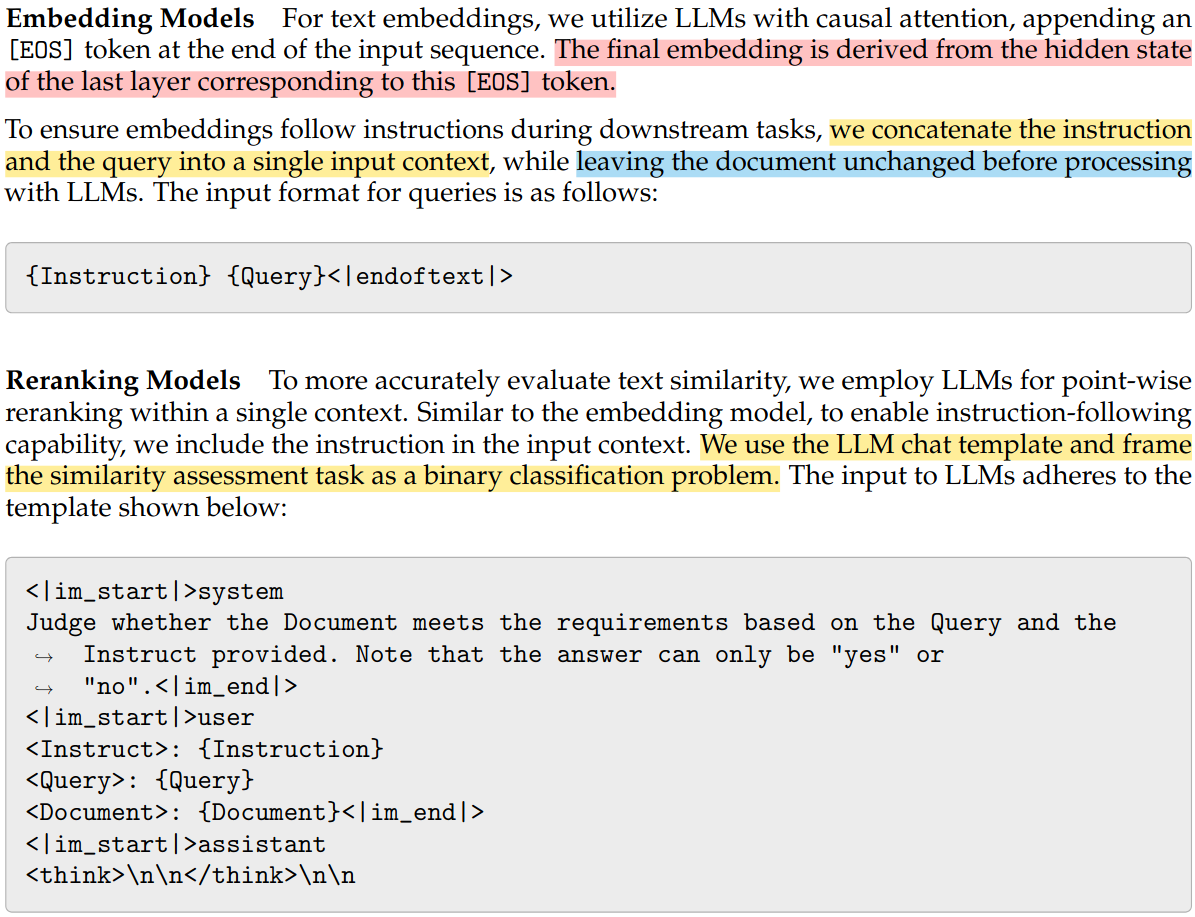 Embedding Models For text embeddings, we utilize LLMs with causal attention, appending an
[EOS] token at the end of the input sequence. The final embedding is derived from the hidden state
of the last layer corresponding to this [EOS] token.
To ensure embeddings follow instructions during downstream tasks, we concatenate the instruction
and the query into a single input context, while leaving the document unchanged before processing
with LLMs. The input format for queries is as follows:
{Instruction} {Query}<|endoftext|>
Reranking Models To more accurately evaluate text similarity, we employ LLMs for point-wise
reranking within a single context. Similar to the embedding model, to enable instruction-following
capability, we include the instruction in the input context. We use the LLM chat template and frame
the similarity assessment task as a binary classification problem. The input to LLMs adheres to the
template shown below:
<|im_start|>system
Judge whether the Document meets the requirements based on the Query and the
↪ Instruct provided. Note that the answer can only be "yes" or
↪ "no".<|im_end|>
<|im_start|>user
<Instruct>: {Instruction}
<Query>: {Query}
<Document>: {Document}<|im_end|>
<|im_start|>assistant
<think>\n\n</think>\n\n